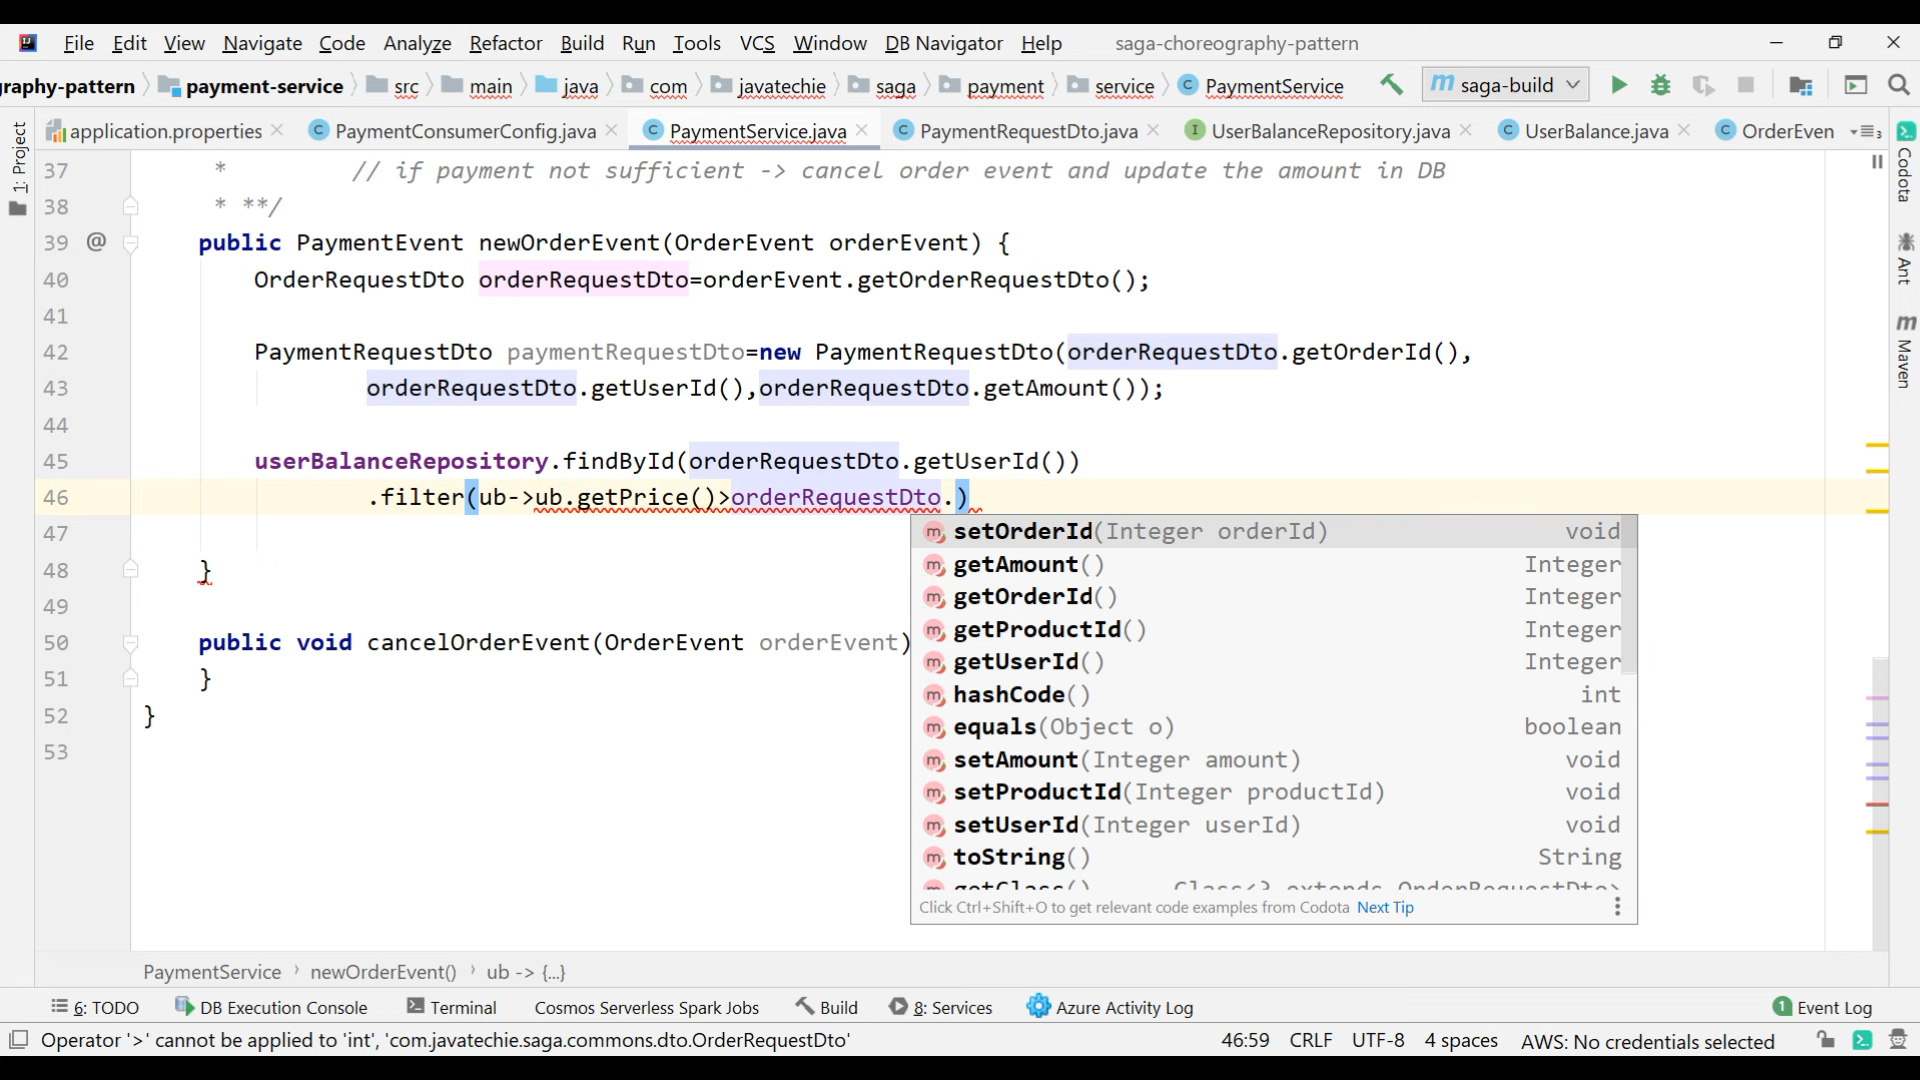 File Edit View Navigate Code Analyze Refactor Build Run Tools VCS Window DB Navigator Help saga-choreography-pattern
graphy-pattern payment-service src main java com javatechie saga payment service PaymentService saga-build
application.properties PaymentConsumerConfig.java PaymentService.java PaymentRequestDto.java UserBalanceRepository.java UserBalance.java OrderEven
1: Project
Codota
Ant
Maven
37 * // if payment not sufficient -> cancel order event and update the amount in DB
38 * **/
39 @ public PaymentEvent newOrderEvent(OrderEvent orderEvent) {
40 OrderRequestDto orderRequestDto=orderEvent.getOrderRequestDto();
41
42 PaymentRequestDto paymentRequestDto=new PaymentRequestDto(orderRequestDto.getOrderId(),
43 orderRequestDto.getUserId(),orderRequestDto.getAmount());
44
45 userBalanceRepository.findById(orderRequestDto.getUserId())
46 .filter(ub->ub.getPrice()>orderRequestDto.)
47
48 }
49
50 public void cancelOrderEvent(OrderEvent orderEvent)
51 }
52 }
53
setOrderId(Integer orderId) void
getAmount() Integer
getOrderId() Integer
getProductId() Integer
getUserId() Integer
hashCode() int
equals(Object o) boolean
setAmount(Integer amount) void
setProductId(Integer productId) void
setUserId(Integer userId) void
toString() String
getClass() Class<? extends OrderRequestDto>
Click Ctrl+Shift+O to get relevant code examples from Codota Next Tip
PaymentService newOrderEvent() ub -> {...}
6: TODO DB Execution Console Terminal Cosmos Serverless Spark Jobs Build 8: Services Azure Activity Log 1 Event Log
Operator '>' cannot be applied to 'int', 'com.javatechie.saga.commons.dto.OrderRequestDto' 46:59 CRLF UTF-8 4 spaces AWS: No credentials selected